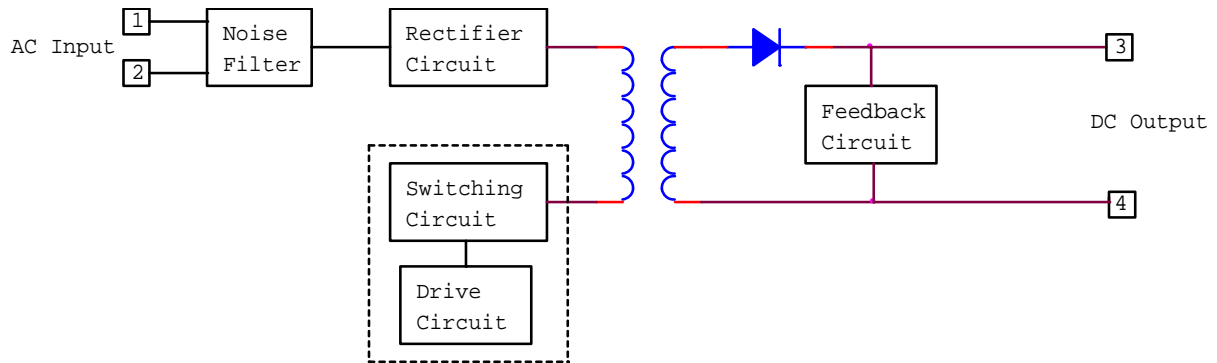 1
AC Input
2
Noise
Filter
Rectifier
Circuit
3
Feedback
Circuit
DC Output
4
Switching
Circuit
Drive
Circuit